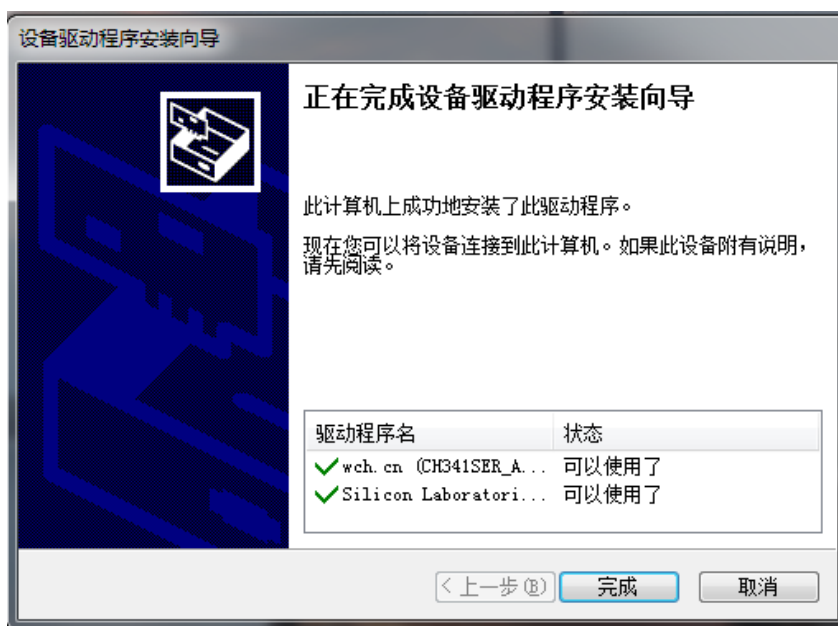 设备驱动程序安装向导
正在完成设备驱动程序安装向导
此计算机上成功地安装了此驱动程序。
现在您可以将设备连接到此计算机。如果此设备附有说明，
请先阅读。
驱动程序名 状态
wch.cn (CH341SER_A... 可以使用了
Silicon Laboratori... 可以使用了
< 上一步(B) 完成 取消